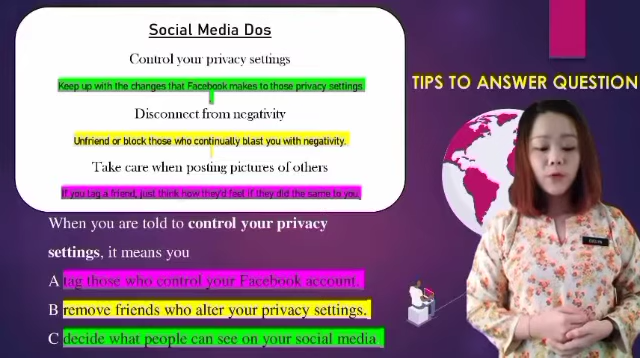 Social Media Dos
Control your privacy settings
Keep up with the changes that Facebook makes to those privacy settings.
Disconnect from negativity
Unfriend or block those who continually blast you with negativity.
Take care when posting pictures of others
If you tag a friend, just think how they'd feel if they did the same to you.
TIPS TO ANSWER QUESTION
When you are told to control your privacy
settings, it means you
A tag those who control your Facebook account.
B remove friends who alter your privacy settings.
C decide what people can see on your social media.